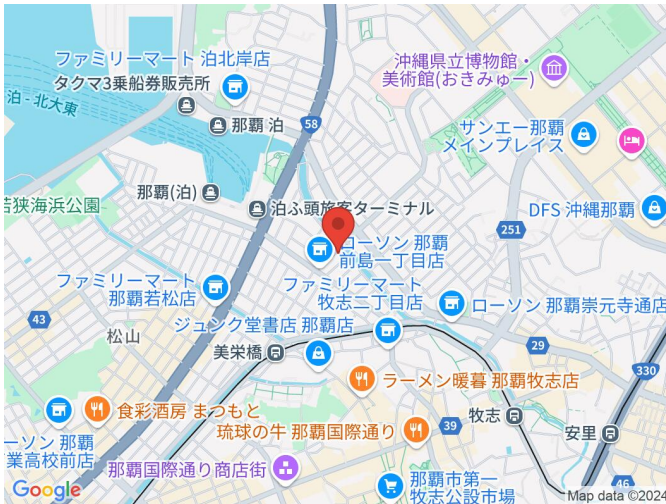 ファミリーマート 泊北岸店
タクマ3乗船券販売所
泊 - 北大東
那覇 泊
58
沖縄県立博物館・
美術館(おきみゅー)
サンエー那覇
メインプレイス
那覇(泊)
若狭海浜公園
泊ふ頭旅客ターミナル
DFS 沖縄那覇
251
ローソン 那覇
前島一丁目店
ファミリーマート
那覇若松店
ファミリーマート
牧志二丁目店
ローソン 那覇崇元寺通店
43
松山
ジュンク堂書店 那覇店
美栄橋
29
330
ラーメン暖暮 那覇牧志店
食彩酒房 まつもと
ーソン 那覇
業高校前店
琉球の牛 那覇国際通り
39
牧志
安里
那覇国際通り商店街
那覇市第一
牧志公設市場
46
Google
Map data ©2024